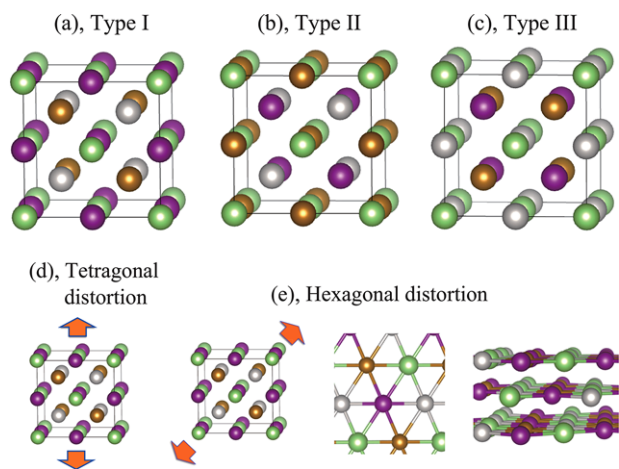 (a), Type I
(b), Type II
(c), Type III
(d), Tetragonal
distortion
(e), Hexagonal distortion